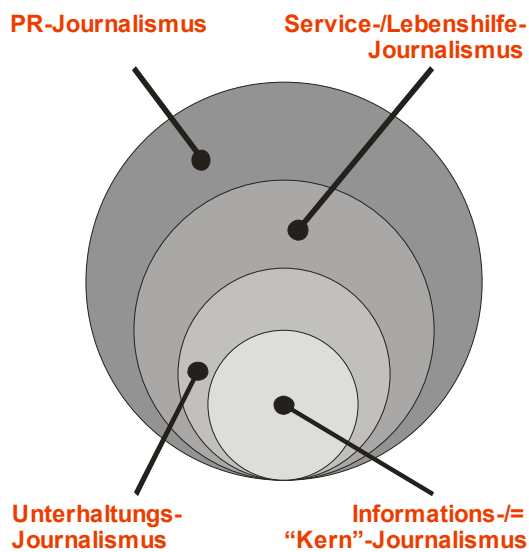 PR-Journalismus
Service-/Lebenshilfe-
Journalismus
Unterhaltungs-
Journalismus
Informations-/=
“Kern”-Journalismus